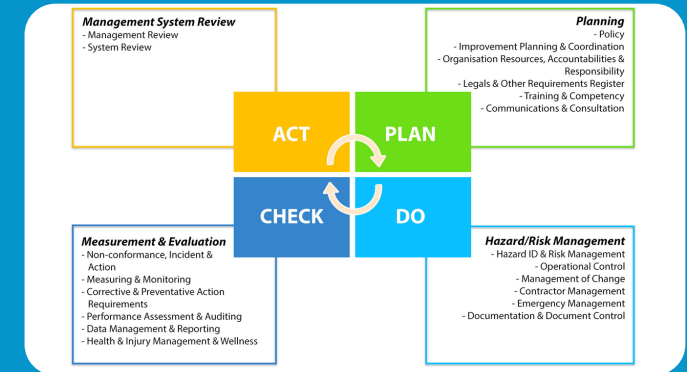 Management System Review
- Management Review
- System Review
Planning
- Policy
- Improvement Planning & Coordination
- Organisation Resources, Accountabilities &
Responsibility
- Legals & Other Requirements Register
- Training & Competency
- Communications & Consultation
ACT
PLAN
CHECK
DO
Measurement & Evaluation
- Non-conformance, Incident &
Action
- Measuring & Monitoring
- Corrective & Preventative Action
Requirements
- Performance Assessment & Auditing
- Data Management & Reporting
- Health & Injury Management & Wellness
Hazard/Risk Management
- Hazard ID & Risk Management
- Operational Control
- Management of Change
- Contractor Management
- Emergency Management
- Documentation & Document Control